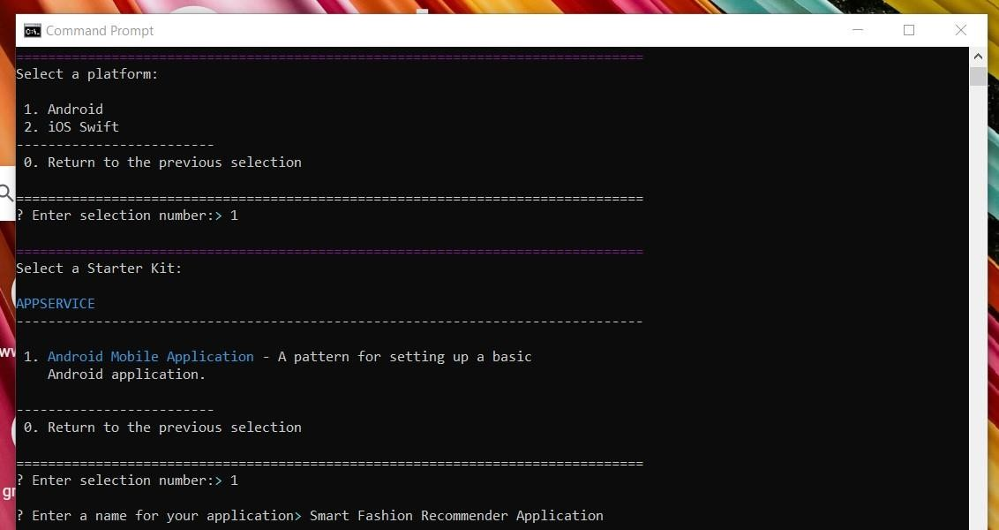 Command Prompt
================================================================================
Select a platform:
1. Android
2. iOS Swift
-------------------------
0. Return to the previous selection
================================================================================
? Enter selection number:> 1
================================================================================
Select a Starter Kit:
APPSERVICE
--------------------------------------------------------------------------------
1. Android Mobile Application - A pattern for setting up a basic
Android application.
-------------------------
0. Return to the previous selection
================================================================================
? Enter selection number:> 1
? Enter a name for your application> Smart Fashion Recommender Application